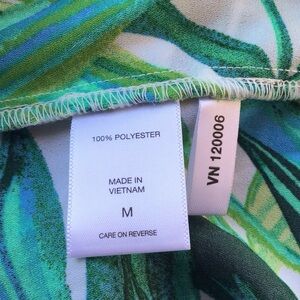 100% POLYESTER
MADE IN
VIETNAM
M
CARE ON REVERSE
VN 120006